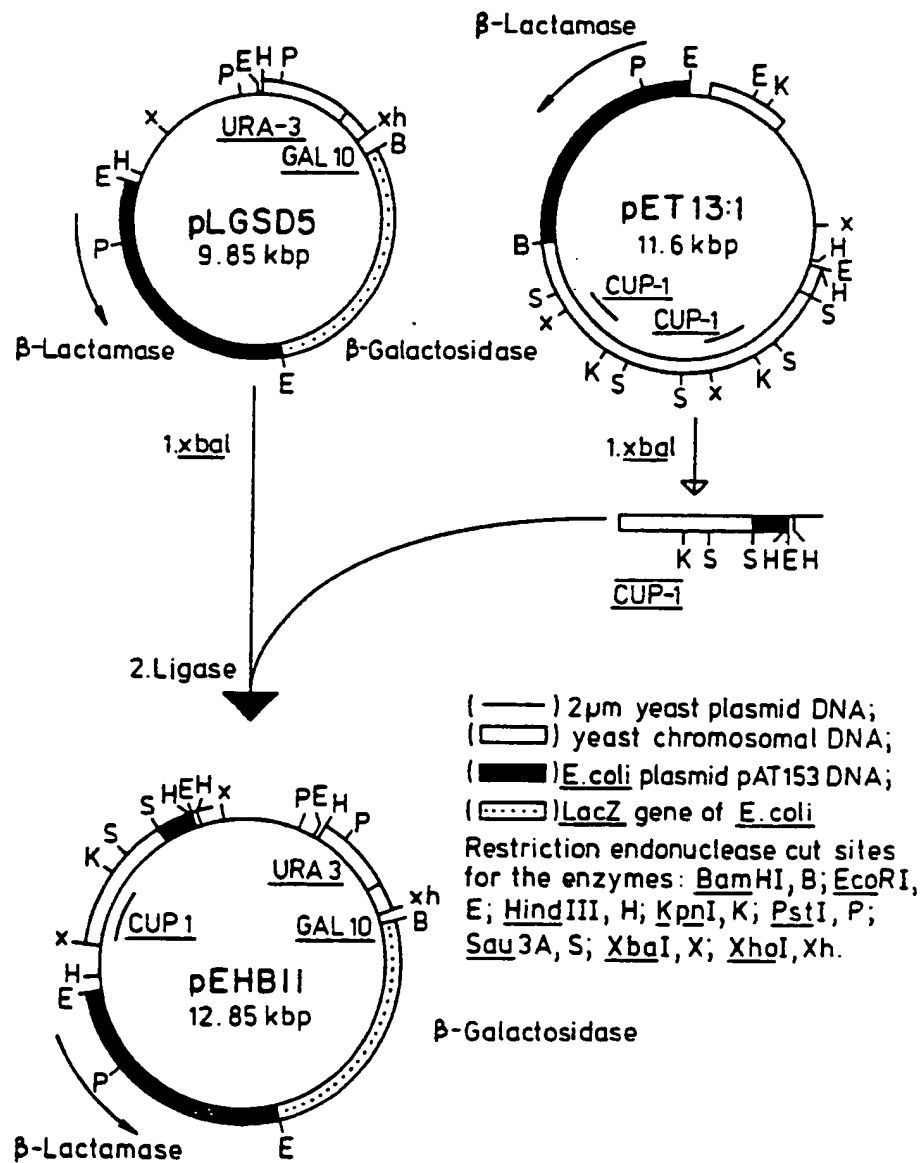 β-Lactamase
P E H P
x
xh
B
URA-3
GAL 10
H
E
pLGSD5
9.85 kbp
P
β-Lactamase
β-Galactosidase
E
β-Lactamase
P E
E K
pET13:1
11.6 kbp
B
x
H
E
H
S
CUP-1
CUP-1
S
x
K S S x K S
1.xbaI
1.xbaI
K S S H E H
CUP-1
2.Ligase
( ) 2μm yeast plasmid DNA;
( ) yeast chromosomal DNA;
( ) E.coli plasmid pAT153 DNA;
( ) LacZ gene of E.coli
Restriction endonuclease cut sites
for the enzymes: BamHI, B; EcoRI,
E; HindIII, H; KpnI, K; PstI, P;
Sau3A, S; XbaI, X; XhoI, Xh.
K S S H E H x
P E H P
URA 3
xh
B
CUP 1
GAL 10
x
H
E
pEHB11
12.85 kbp
β-Galactosidase
P
β-Lactamase
E